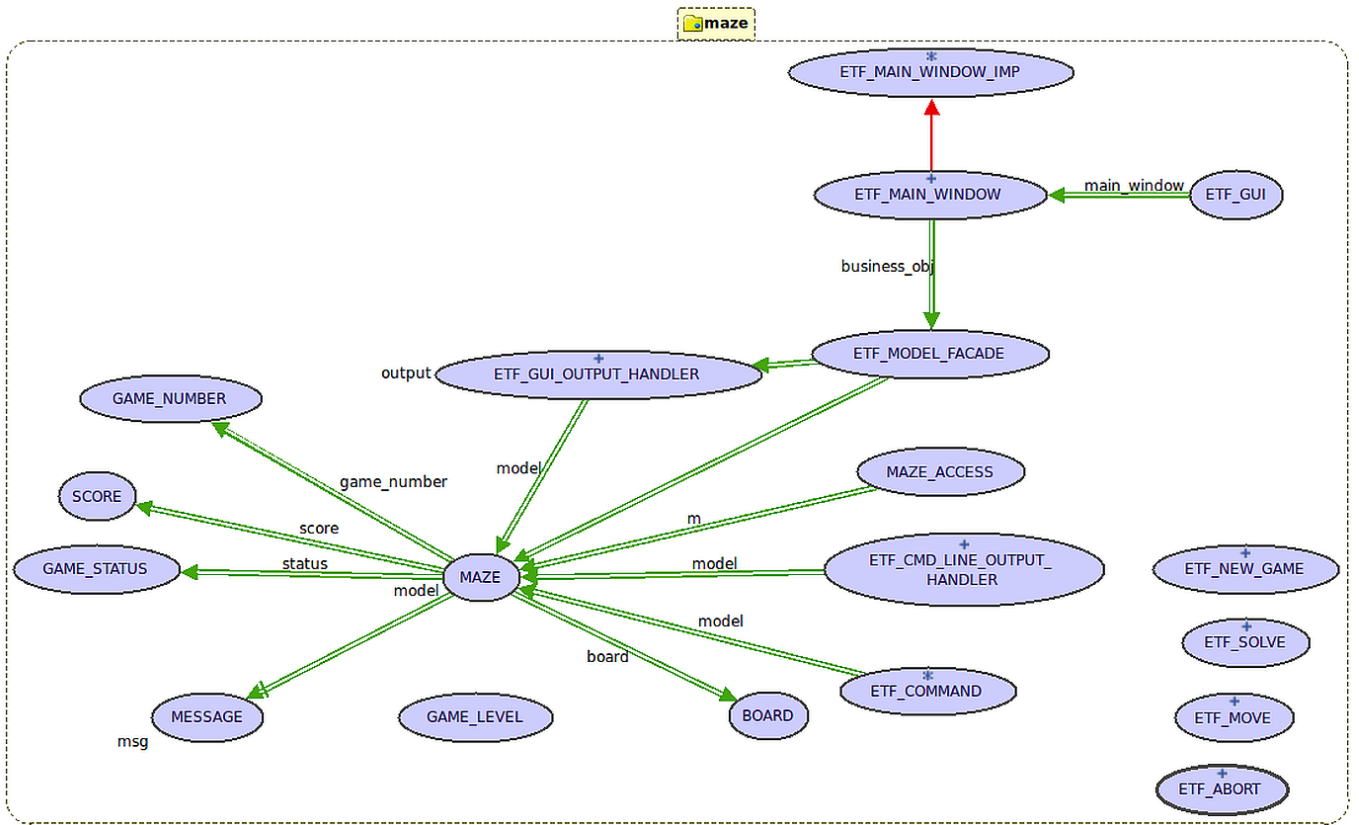 maze
*
ETF_MAIN_WINDOW_IMP
+
ETF_MAIN_WINDOW
main_window
ETF_GUI
business_obj
ETF_MODEL_FACADE
output
+
ETF_GUI_OUTPUT_HANDLER
GAME_NUMBER
model
MAZE_ACCESS
game_number
SCORE
score
m
GAME_STATUS
status
MAZE
model
model
+
ETF_CMD_LINE_OUTPUT_
HANDLER
+
ETF_NEW_GAME
model
board
+
ETF_SOLVE
*
ETF_COMMAND
MESSAGE
msg
GAME_LEVEL
BOARD
+
ETF_MOVE
+
ETF_ABORT